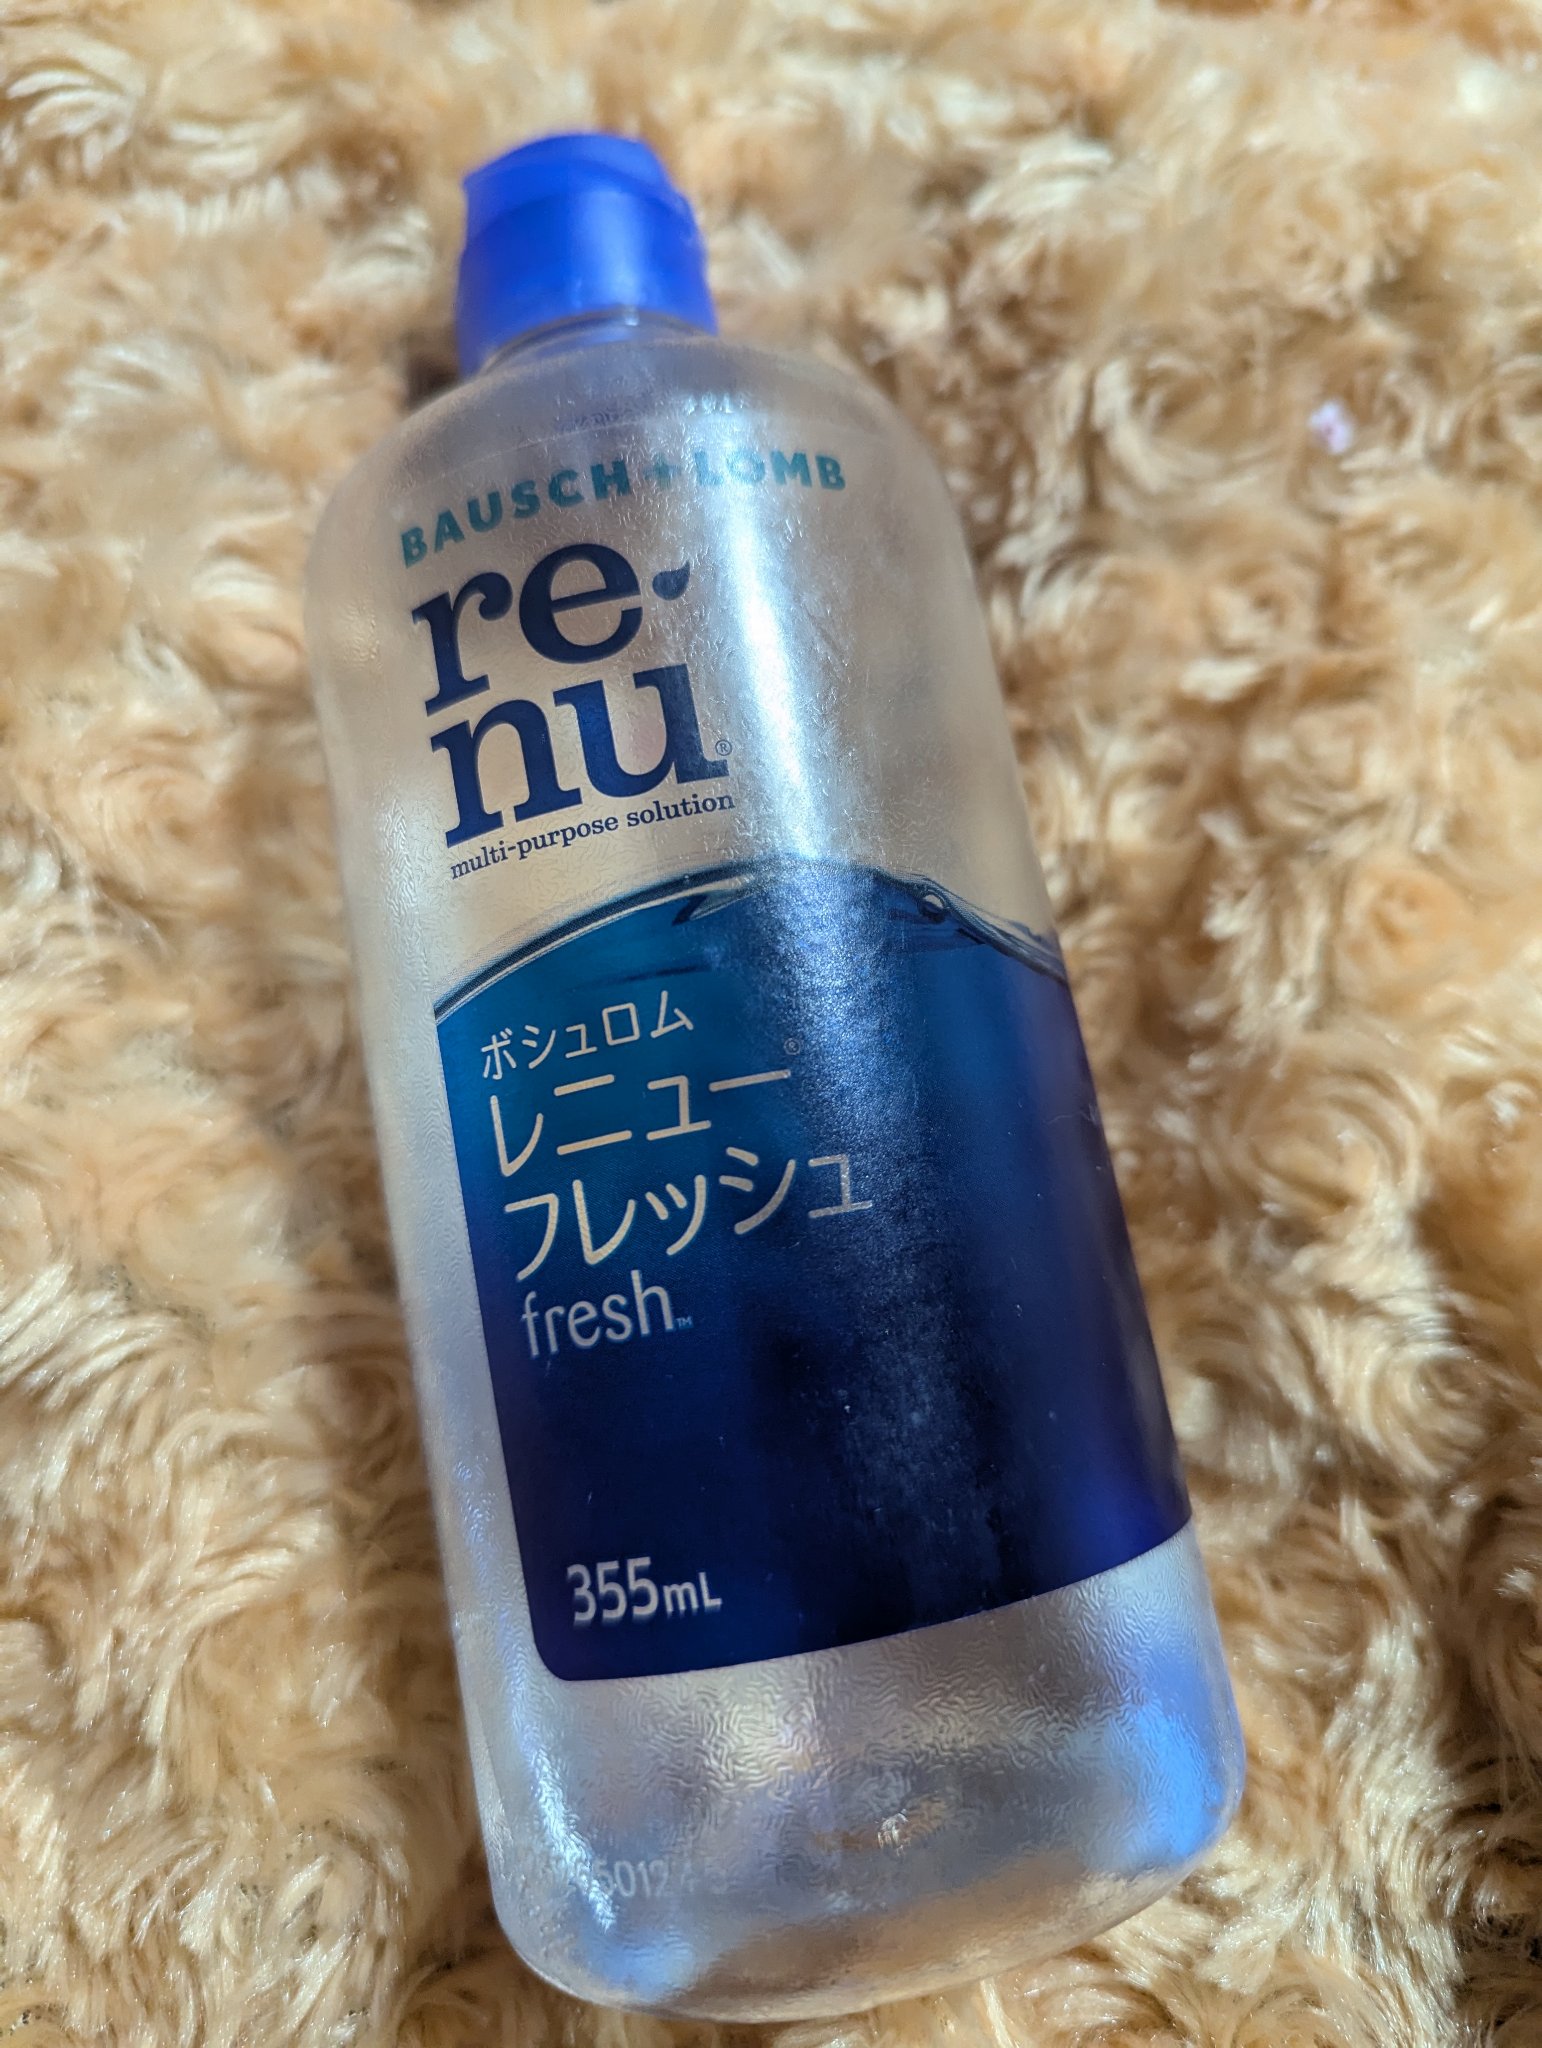 BAUSCH + LOMB
re-
nu®
multi-purpose solution
ボシュロム
レニュー®
フレッシュ
fresh™
355mL